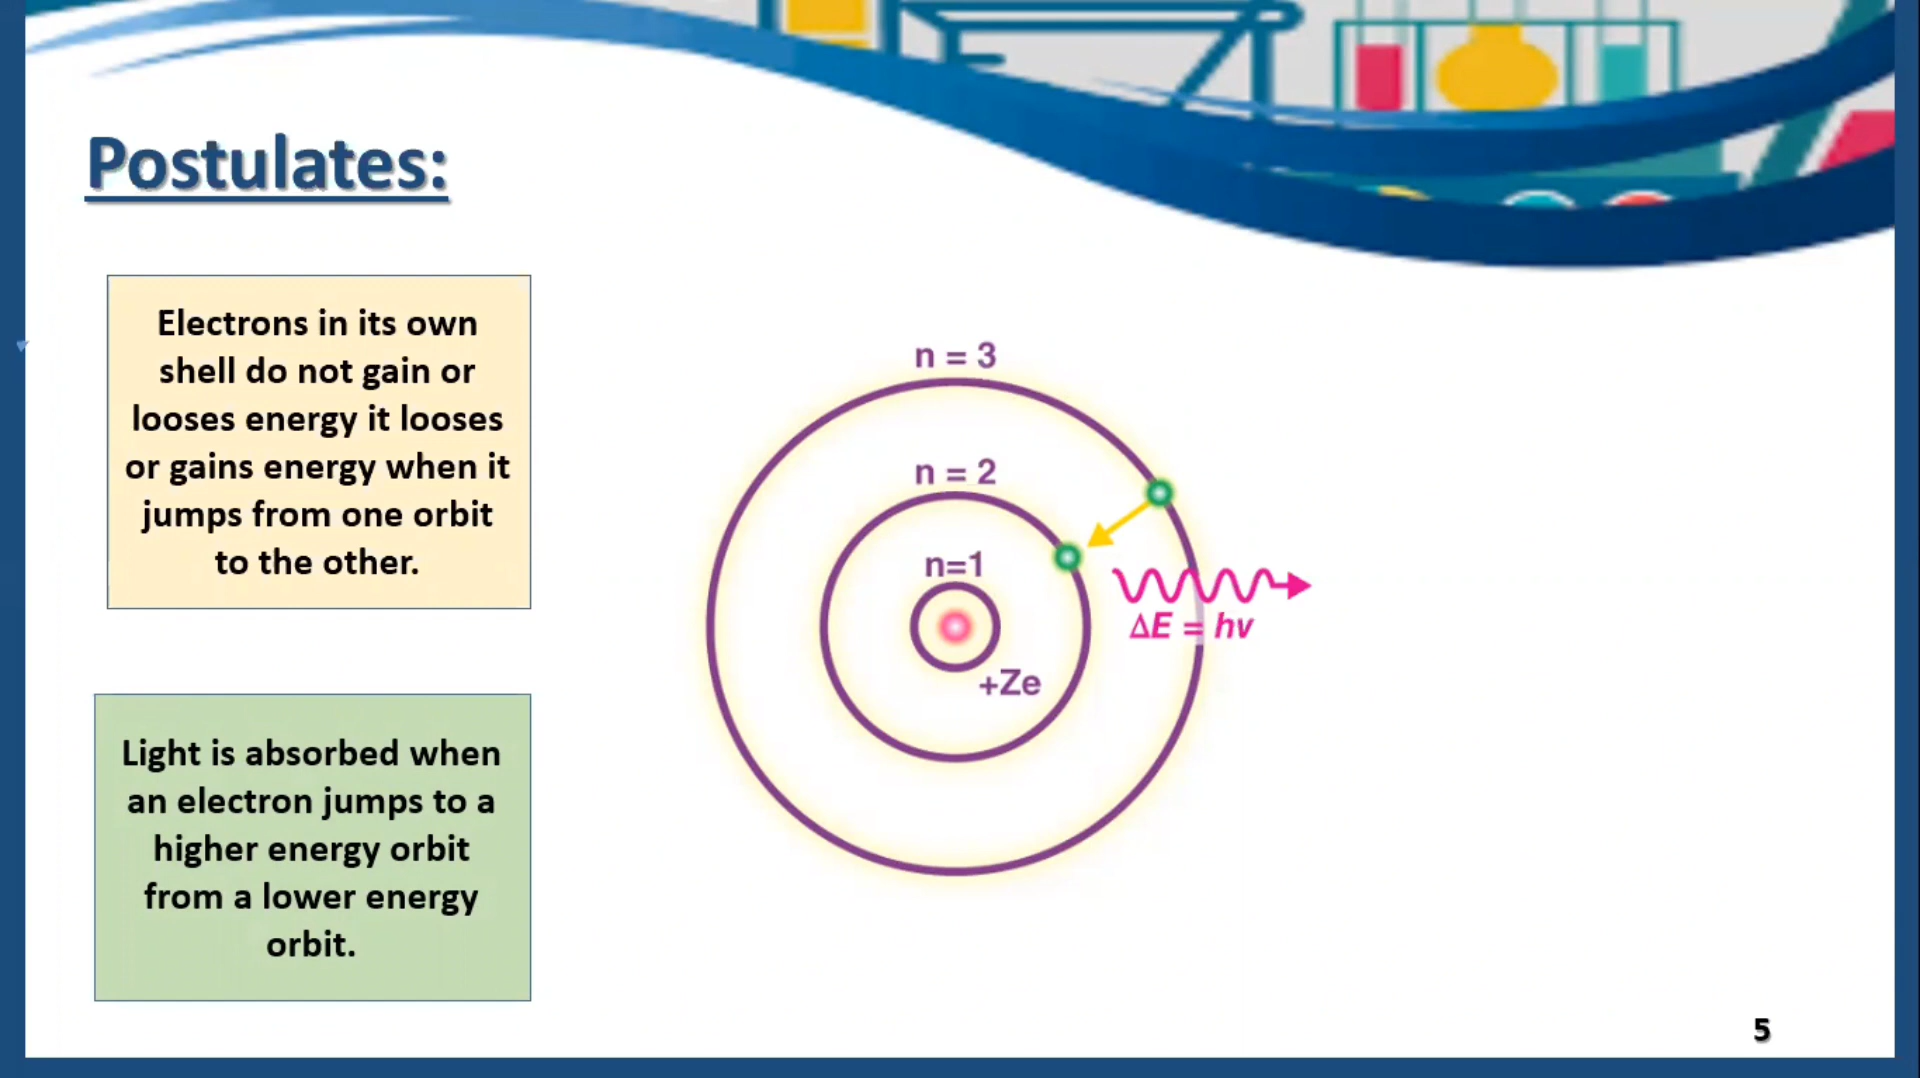 Postulates:
Electrons in its own
shell do not gain or
looses energy it looses
or gains energy when it
jumps from one orbit
to the other.
Light is absorbed when
an electron jumps to a
higher energy orbit
from a lower energy
orbit.
n = 3
n = 2
n=1
+Ze
ΔE = hv
5